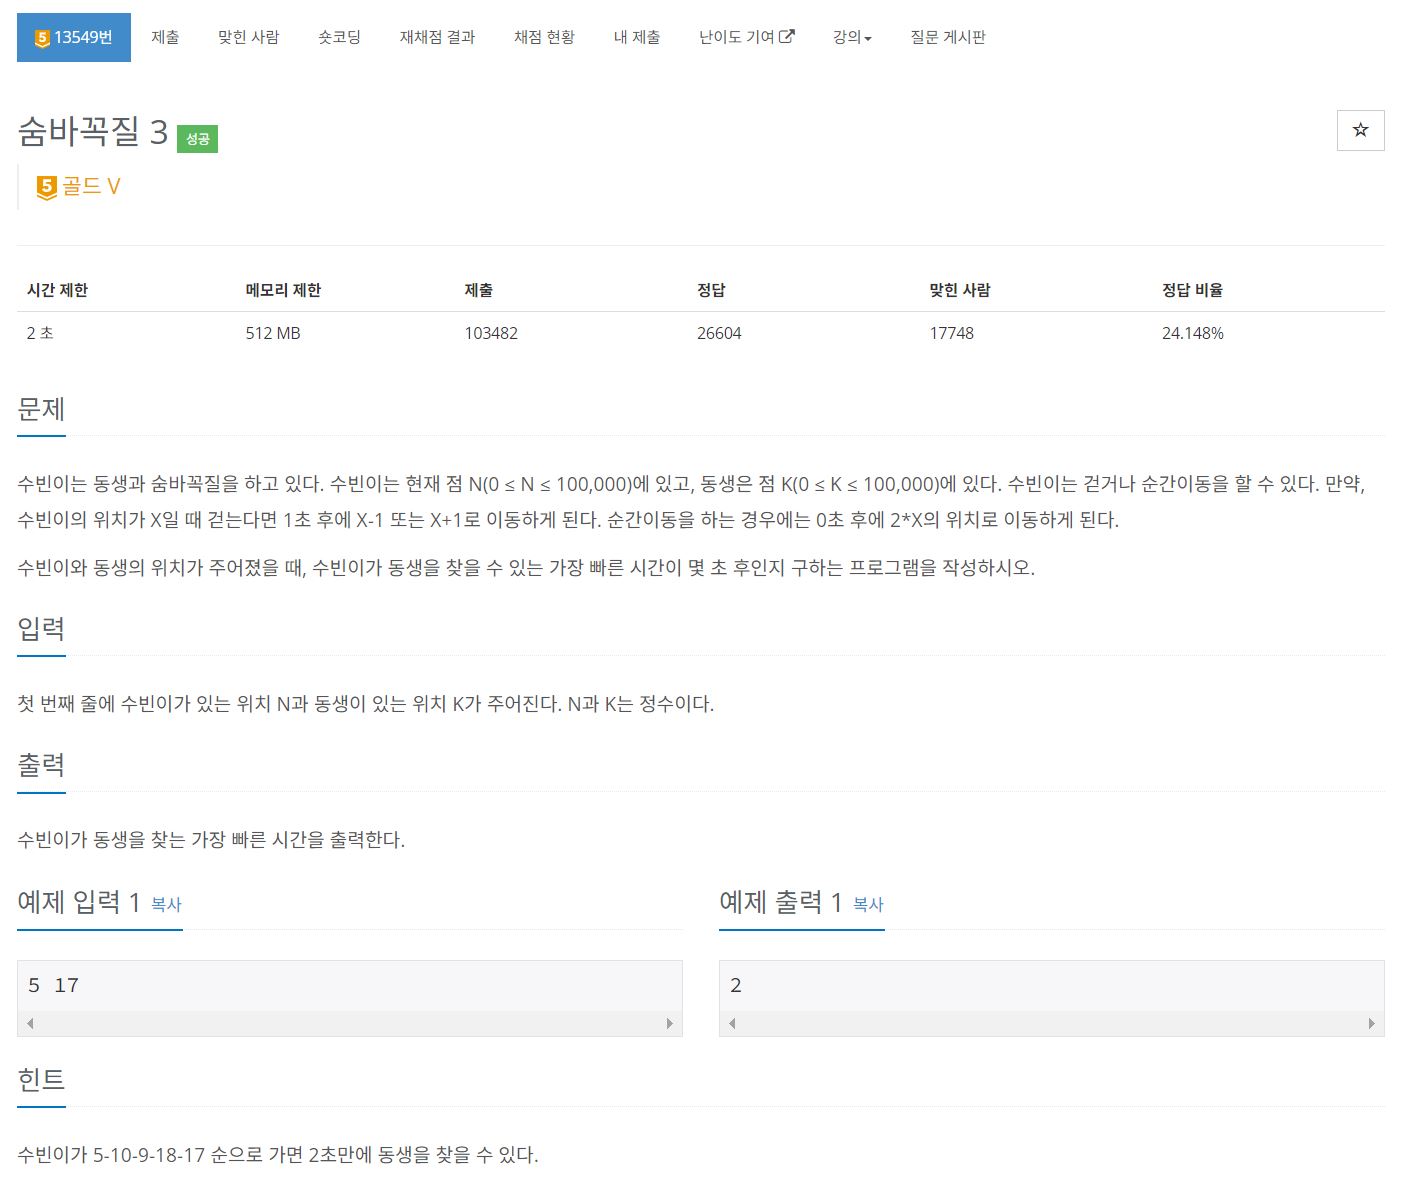 5 13549번 제출 맞힌 사람 숏코딩 재채점 결과 채점 현황 내 제출 난이도 기여 강의 질문 게시판
숨바꼭질 3 성공
5 골드 V
시간 제한 메모리 제한 제출 정답 맞힌 사람 정답 비율
2 초 512 MB 103482 26604 17748 24.148%
문제
수빈이는 동생과 숨바꼭질을 하고 있다. 수빈이는 현재 점 N(0 ≤ N ≤ 100,000)에 있고, 동생은 점 K(0 ≤ K ≤ 100,000)에 있다. 수빈이는 걷거나 순간이동을 할 수 있다. 만약,
수빈이의 위치가 X일 때 걷는다면 1초 후에 X-1 또는 X+1로 이동하게 된다. 순간이동을 하는 경우에는 0초 후에 2*X의 위치로 이동하게 된다.
수빈이와 동생의 위치가 주어졌을 때, 수빈이가 동생을 찾을 수 있는 가장 빠른 시간이 몇 초 후인지 구하는 프로그램을 작성하시오.
입력
첫 번째 줄에 수빈이가 있는 위치 N과 동생이 있는 위치 K가 주어진다. N과 K는 정수이다.
출력
수빈이가 동생을 찾는 가장 빠른 시간을 출력한다.
예제 입력 1 복사
5 17
예제 출력 1 복사
2
힌트
수빈이가 5-10-9-18-17 순으로 가면 2초만에 동생을 찾을 수 있다.